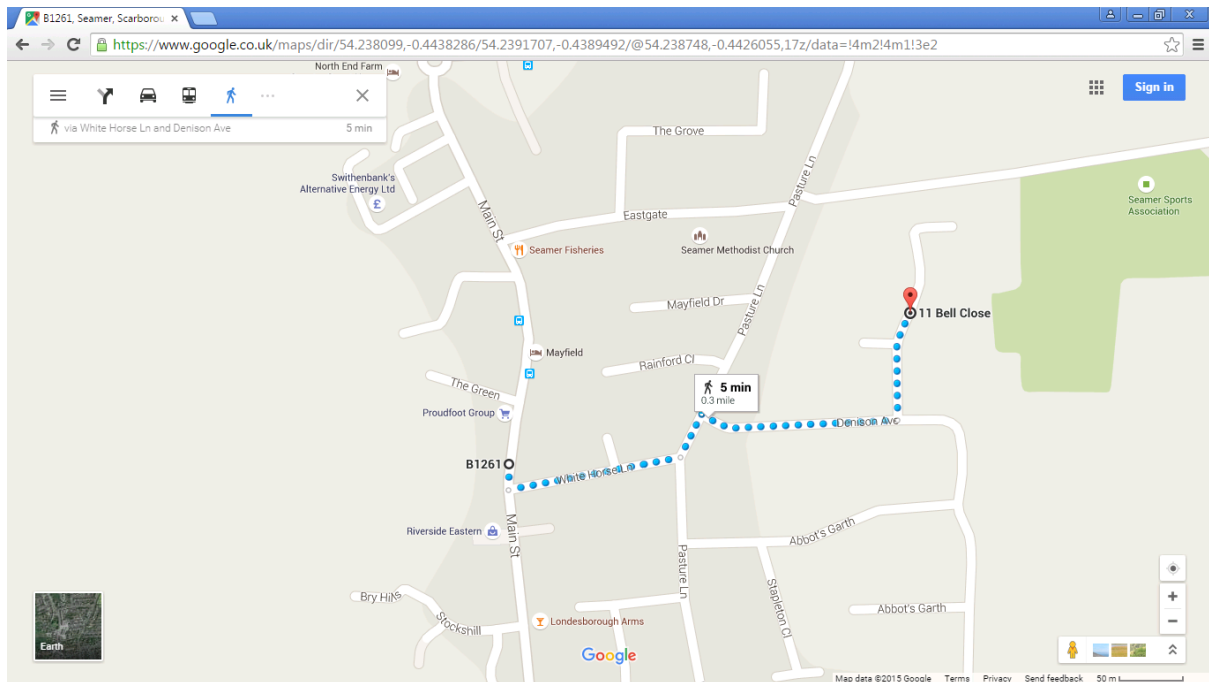 B1261, Seamer, Scarborou
https://www.google.co.uk/maps/dir/54.238099,-0.4438286/54.2391707,-0.4389492/@54.238748,-0.4426055,17z/data=!4m2!4m1!3e2
North End Farm
Sign in
via White Horse Ln and Denison Ave 5 min
The Grove
Pasture Ln
Swithenbank's
Alternative Energy Ltd
Main St
Eastgate
Seamer Sports
Association
Seamer Fisheries
Seamer Methodist Church
Mayfield Dr
Pasture Ln
11 Bell Close
Mayfield
Rainford Cl
The Green
5 min
0.3 mile
Proudfoot Group
Denison Ave
B1261
White Horse Ln
Riverside Eastern
Main St
Abbot's Garth
Pasture Ln
Stapleton Cl
Bry Hills
Stockshill
Abbot's Garth
Londesborough Arms
Earth
Google
Map data ©2015 Google Terms Privacy Send feedback 50 m